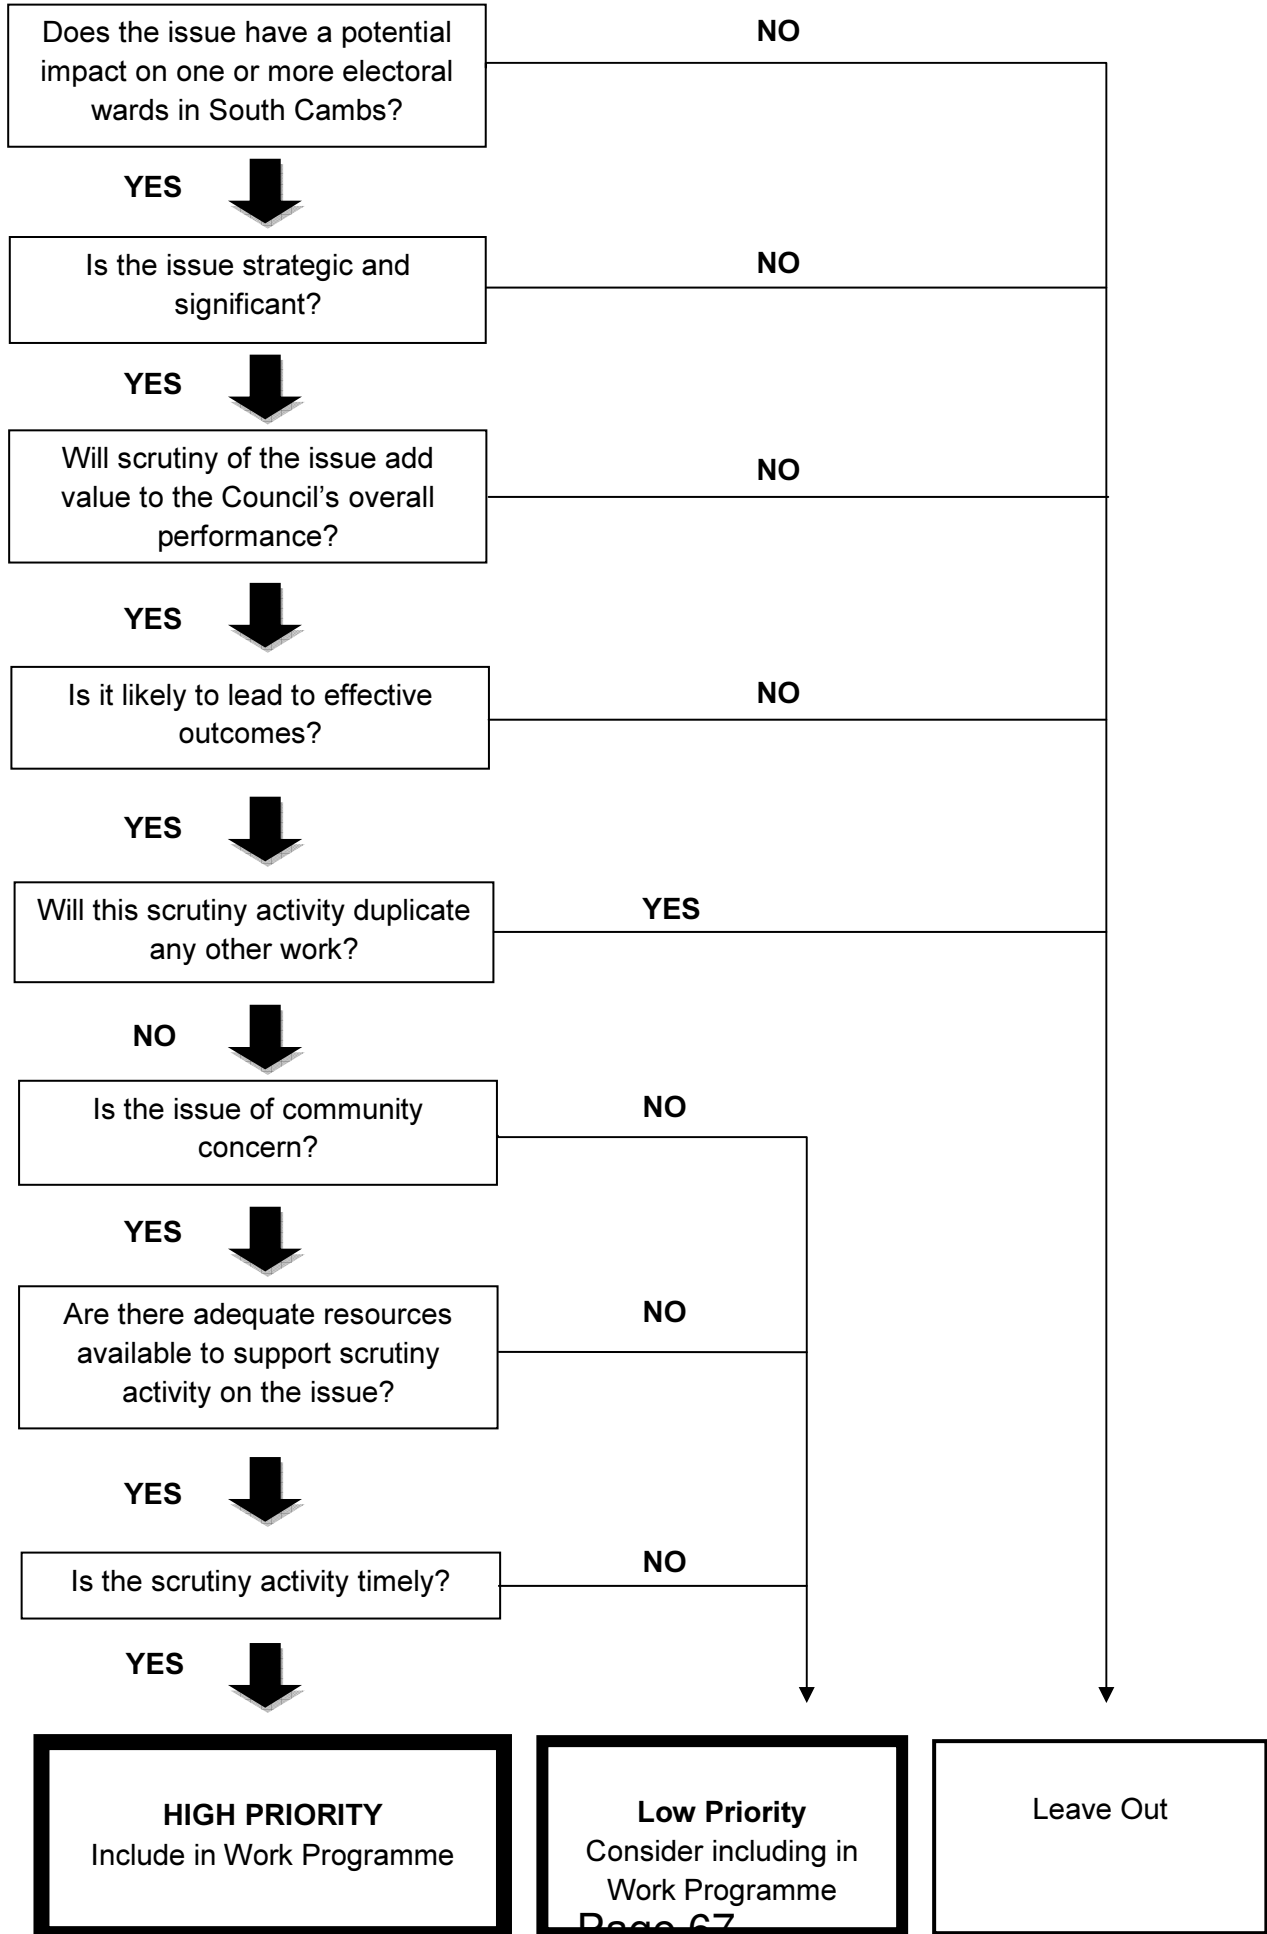 Does the issue have a potential
impact on one or more electoral
wards in South Cambs?
NO
YES
Is the issue strategic and
significant?
NO
YES
Will scrutiny of the issue add
value to the Council’s overall
performance?
NO
YES
Is it likely to lead to effective
outcomes?
NO
YES
Will this scrutiny activity duplicate
any other work?
YES
NO
Is the issue of community
concern?
NO
YES
Are there adequate resources
available to support scrutiny
activity on the issue?
NO
YES
Is the scrutiny activity timely?
NO
YES
HIGH PRIORITY
Include in Work Programme
Low Priority
Consider including in
Work Programme
Page 67
Leave Out